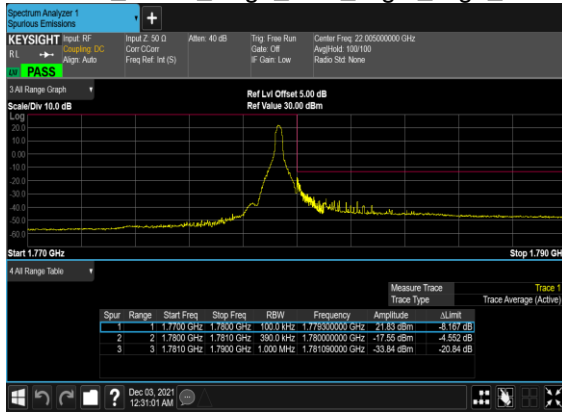 Spectrum Analyzer 1
Spurious Emissions
+
KEYSIGHT Input: RF Input Z: 50 Ω Atten: 40 dB Trig: Free Run Center Freq: 22.005000000 GHz
RL Coupling: DC Corr CCorr Gate: Off Avg|Hold: 100/100
Align: Auto Freq Ref: Int (S) IF Gain: Low Radio Std: None
LU PASS
3 All Range Graph
Ref Lvl Offset 5.00 dB
Scale/Div 10.0 dB Ref Value 30.00 dBm
Log
20.0
10.0
0.00
-10.0
-20.0
-30.0
-40.0
-50.0
-60.0
Start 1.770 GHz Stop 1.790 GH
4 All Range Table
Measure Trace Trace 1
Trace Type Trace Average (Active)
Spur Range Start Freq Stop Freq RBW Frequency Amplitude ΔLimit
1 1 1.7700 GHz 1.7800 GHz 100.0 kHz 1.779300000 GHz 21.83 dBm -8.167 dB
2 2 1.7800 GHz 1.7810 GHz 390.0 kHz 1.780000000 GHz -17.55 dBm -4.552 dB
3 3 1.7810 GHz 1.7900 GHz 1.000 MHz 1.781090000 GHz -33.84 dBm -20.84 dB
? Dec 03, 2021
12:31:01 AM